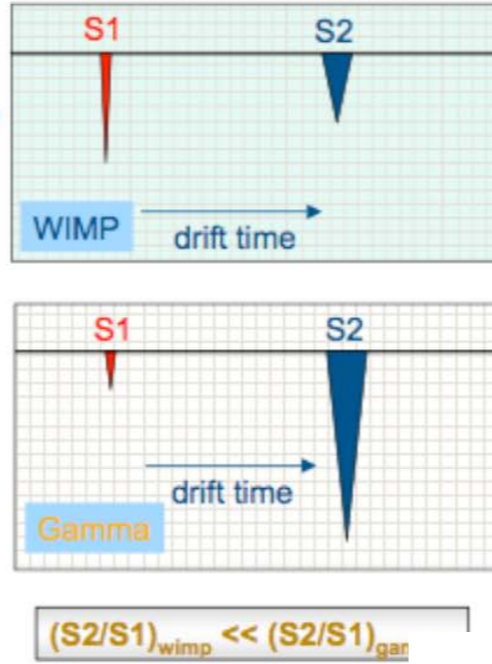 S1 S2
WIMP drift time
S1 S2
drift time
Gamma
(S2/S1)wimp << (S2/S1)